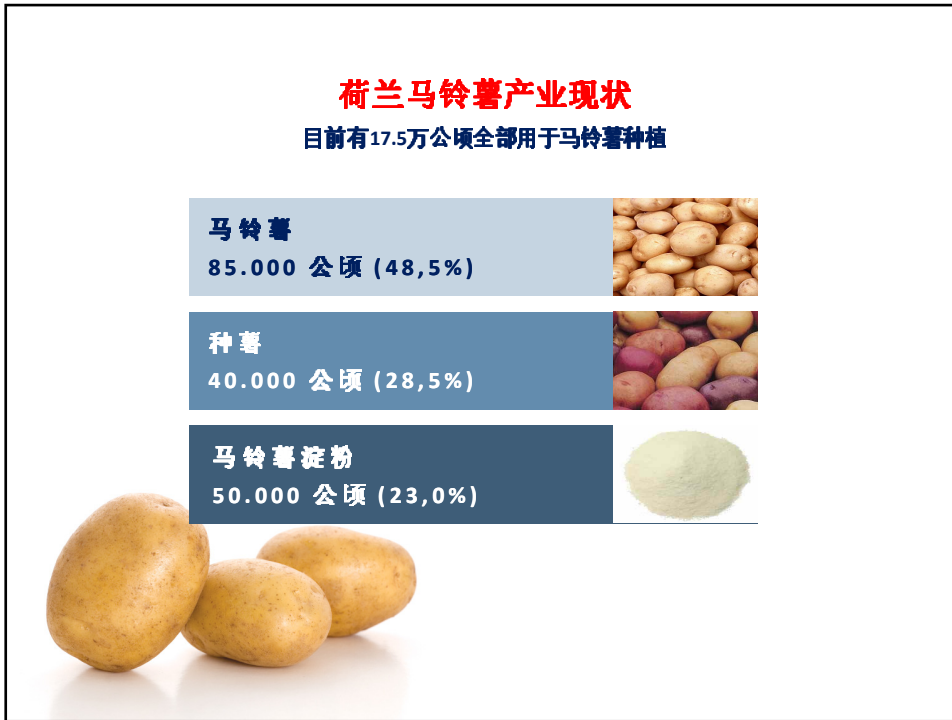 荷兰马铃薯产业现状
目前有17.5万公顷全部用于马铃薯种植
马铃薯
85.000 公顷 (48,5%)
种薯
40.000 公顷 (28,5%)
马铃薯淀粉
50.000 公顷 (23,0%)